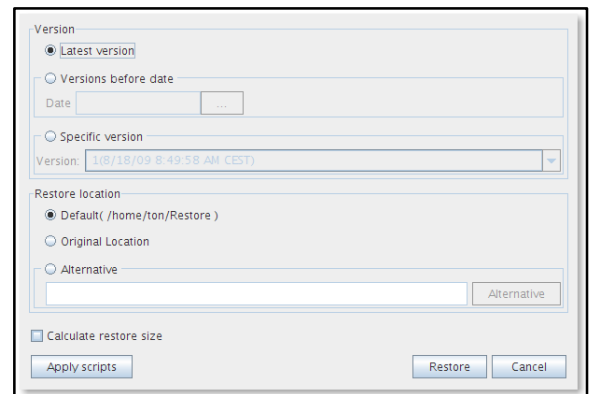 Version
Latest version
Versions before date
Date ...
Specific version
Version: 1(8/18/09 8:49:58 AM CEST)
Restore location
Default( /home/ton/Restore )
Original Location
Alternative
Alternative
Calculate restore size
Apply scripts Restore Cancel